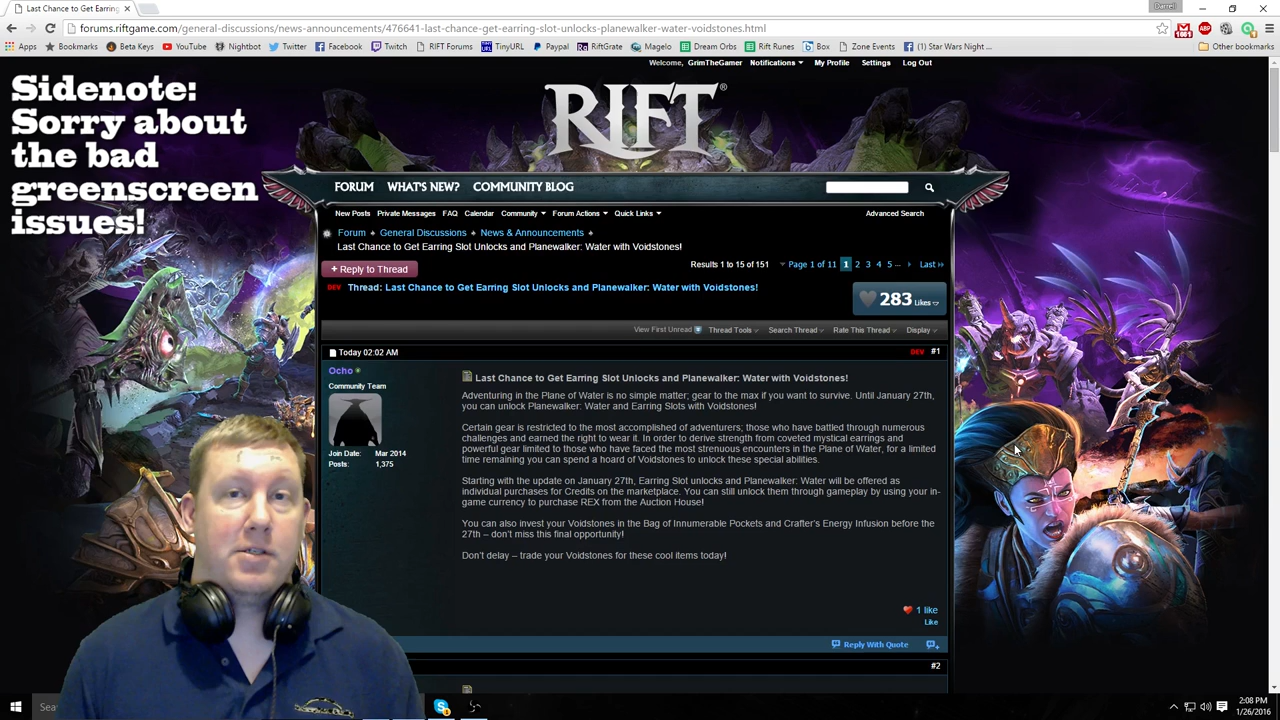 Last Chance to Get Earring
Darrell
forums.riftgame.com/general-discussions/news-announcements/476641-last-chance-get-earring-slot-unlocks-planewalker-water-voidstones.html
Apps Bookmarks Beta Keys YouTube Nightbot Twitter Facebook Twitch RIFT Forums TinyURL Paypal RiftGrate Magelo Dream Orbs Rift Runes Box Zone Events (1) Star Wars Night ... Other bookmarks
Welcome, GrimTheGamer Notifications My Profile Settings Log Out
Sidenote:
Sorry about
the bad
greenscreen
issues!
RIFT®
FORUM WHAT'S NEW? COMMUNITY BLOG
New Posts Private Messages FAQ Calendar Community Forum Actions Quick Links Advanced Search
Forum General Discussions News & Announcements
Last Chance to Get Earring Slot Unlocks and Planewalker: Water with Voidstones!
+ Reply to Thread Results 1 to 15 of 151 Page 1 of 11 1 2 3 4 5 ... Last
DEV Thread: Last Chance to Get Earring Slot Unlocks and Planewalker: Water with Voidstones!
283 Likes
View First Unread Thread Tools Search Thread Rate This Thread Display
Today 02:02 AM DEV #1
Ocho
Community Team
Join Date: Mar 2014
Posts: 1,375
Last Chance to Get Earring Slot Unlocks and Planewalker: Water with Voidstones!
Adventuring in the Plane of Water is no simple matter; gear to the max if you want to survive. Until January 27th,
you can unlock Planewalker: Water and Earring Slots with Voidstones!
Certain gear is restricted to the most accomplished of adventurers; those who have battled through numerous
challenges and earned the right to wear it. In order to derive strength from coveted mystical earrings and
powerful gear limited to those who have faced the most strenuous encounters in the Plane of Water, for a limited
time remaining you can spend a hoard of Voidstones to unlock these special abilities.
Starting with the update on January 27th, Earring Slot unlocks and Planewalker: Water will be offered as
individual purchases for Credits on the marketplace. You can still unlock them through gameplay by using your in-
game currency to purchase REX from the Auction House!
You can also invest your Voidstones in the Bag of Innumerable Pockets and Crafter's Energy Infusion before the
27th – don't miss this final opportunity!
Don't delay – trade your Voidstones for these cool items today!
1 like
Like
Reply With Quote
#2
Sea
2:08 PM
1/26/2016